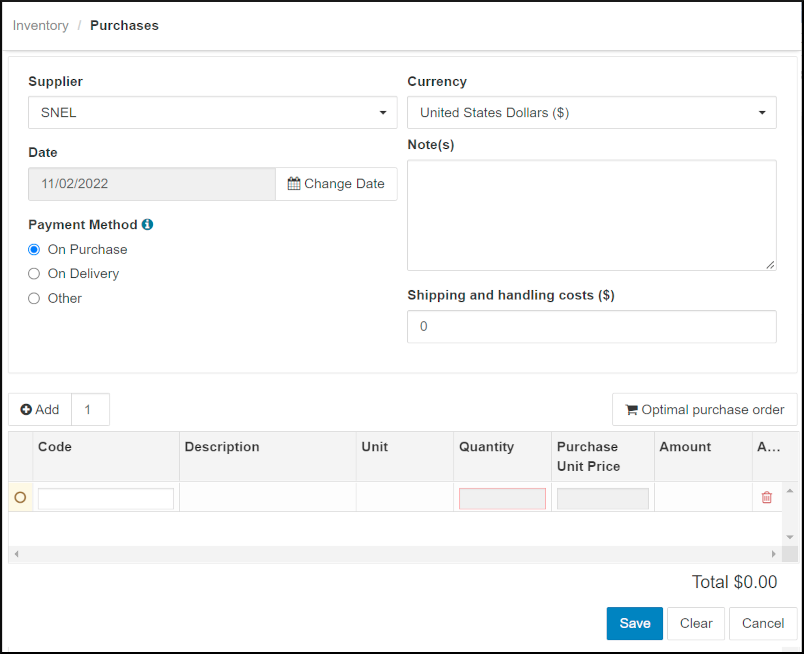 Inventory / Purchases
Supplier
SNEL
Date
11/02/2022 Change Date
Payment Method
On Purchase
On Delivery
Other
Currency
United States Dollars ($)
Note(s)
Shipping and handling costs ($)
0
Add 1
Optimal purchase order
Code Description Unit Quantity Purchase Amount A...
Unit Price
Total $0.00
Save Clear Cancel